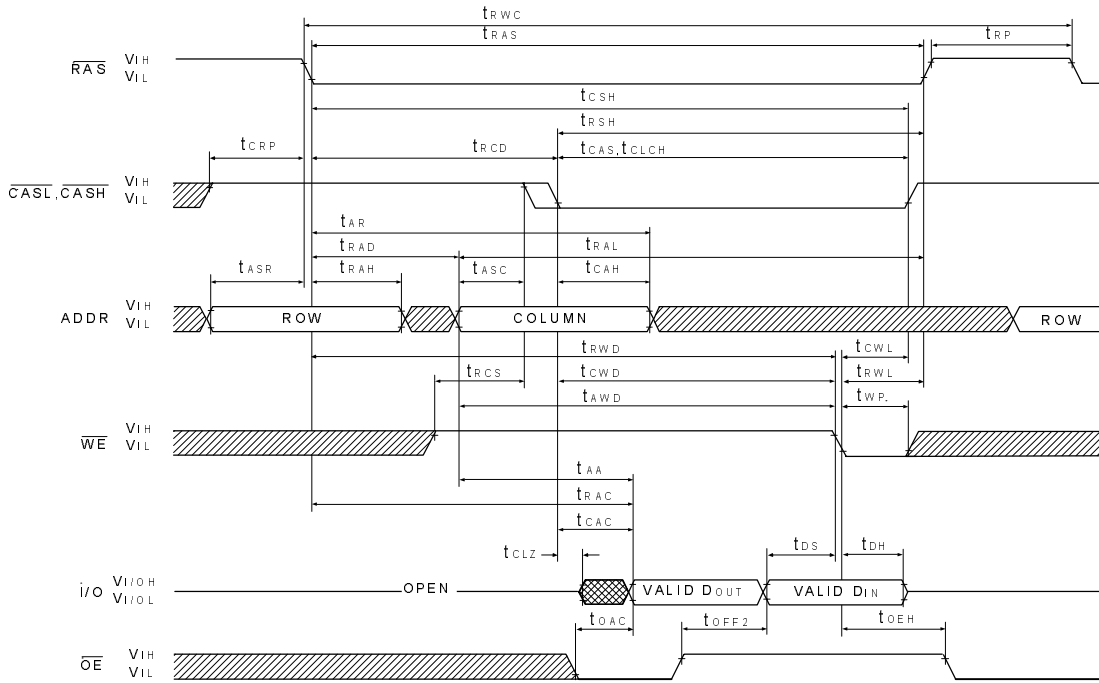 tRWC
tRAS
tRP
RAS VIH
VIL
tCSH
tRSH
tCRP
tRCD
tCAS,tCLCH
CASL,CASH VIH
VIL
tAR
tRAD
tRAL
tASR
tRAH
tASC
tCAH
ADDR VIH
VIL
ROW
COLUMN
ROW
tRWD
tCWL
tRCS
tCWD
tRWL
tAWD
tWP.
WE VIH
VIL
tAA
tRAC
tCAC
tCLZ
tDS
tDH
I/O VI/OH
VI/OL
OPEN
VALID DOUT
VALID DIN
tOAC
tOFF2
tOEH
OE VIH
VIL